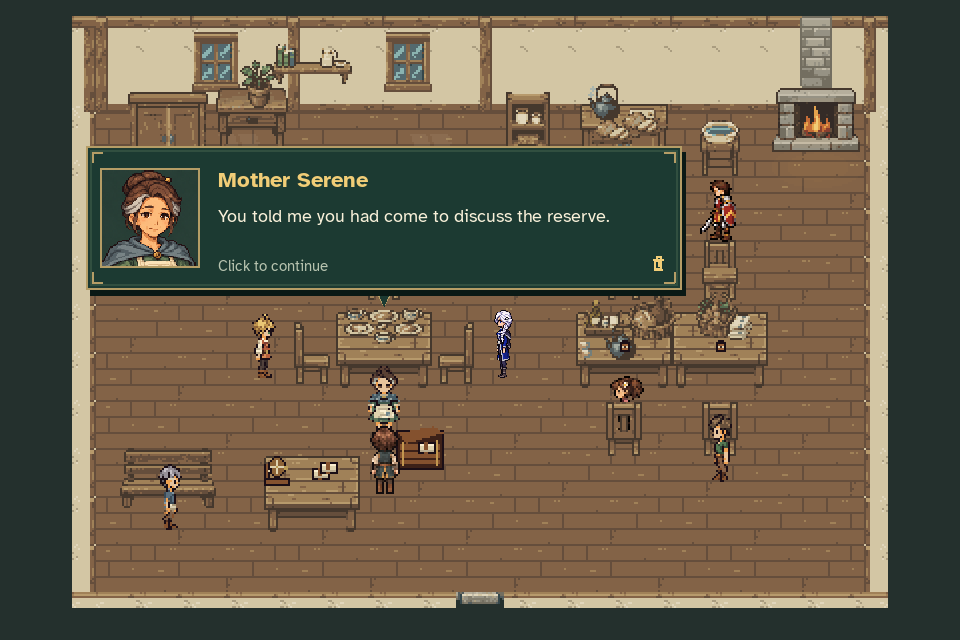 Mother Serene
You told me you had come to discuss the reserve.
Click to continue